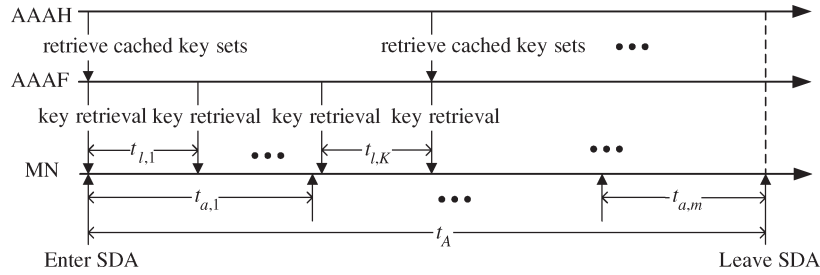 AAAH
retrieve cached key sets retrieve cached key sets •••
AAAF
key retrieval key retrieval key retrieval key retrieval
t_{l,1} ••• t_{l,K} •••
MN
t_{a,1} ••• t_{a,m}
t_A
Enter SDA Leave SDA